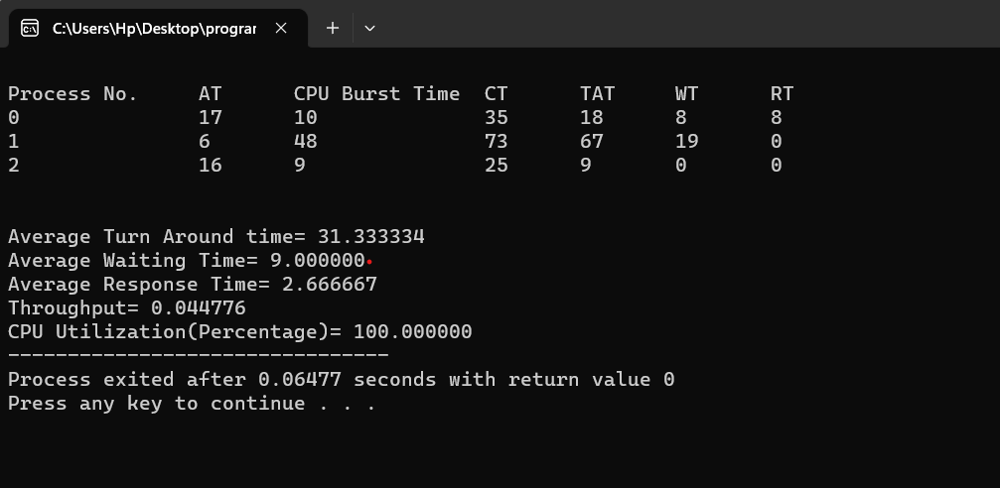 C:\Users\Hp\Desktop\prograr
Process No. AT CPU Burst Time CT TAT WT RT
0 17 10 35 18 8 8
1 6 48 73 67 19 0
2 16 9 25 9 0 0
Average Turn Around time= 31.333334
Average Waiting Time= 9.000000
Average Response Time= 2.666667
Throughput= 0.044776
CPU Utilization(Percentage)= 100.000000
--------------------------------
Process exited after 0.06477 seconds with return value 0
Press any key to continue . . .